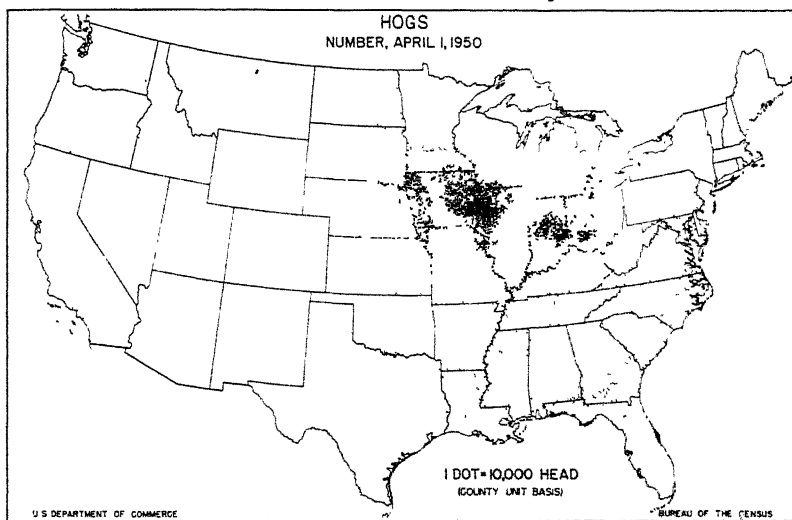 HOGS
NUMBER, APRIL 1, 1950
1 DOT=10,000 HEAD
(COUNTY UNIT BASIS)
U S DEPARTMENT OF COMMERCE
BUREAU OF THE CENSUS